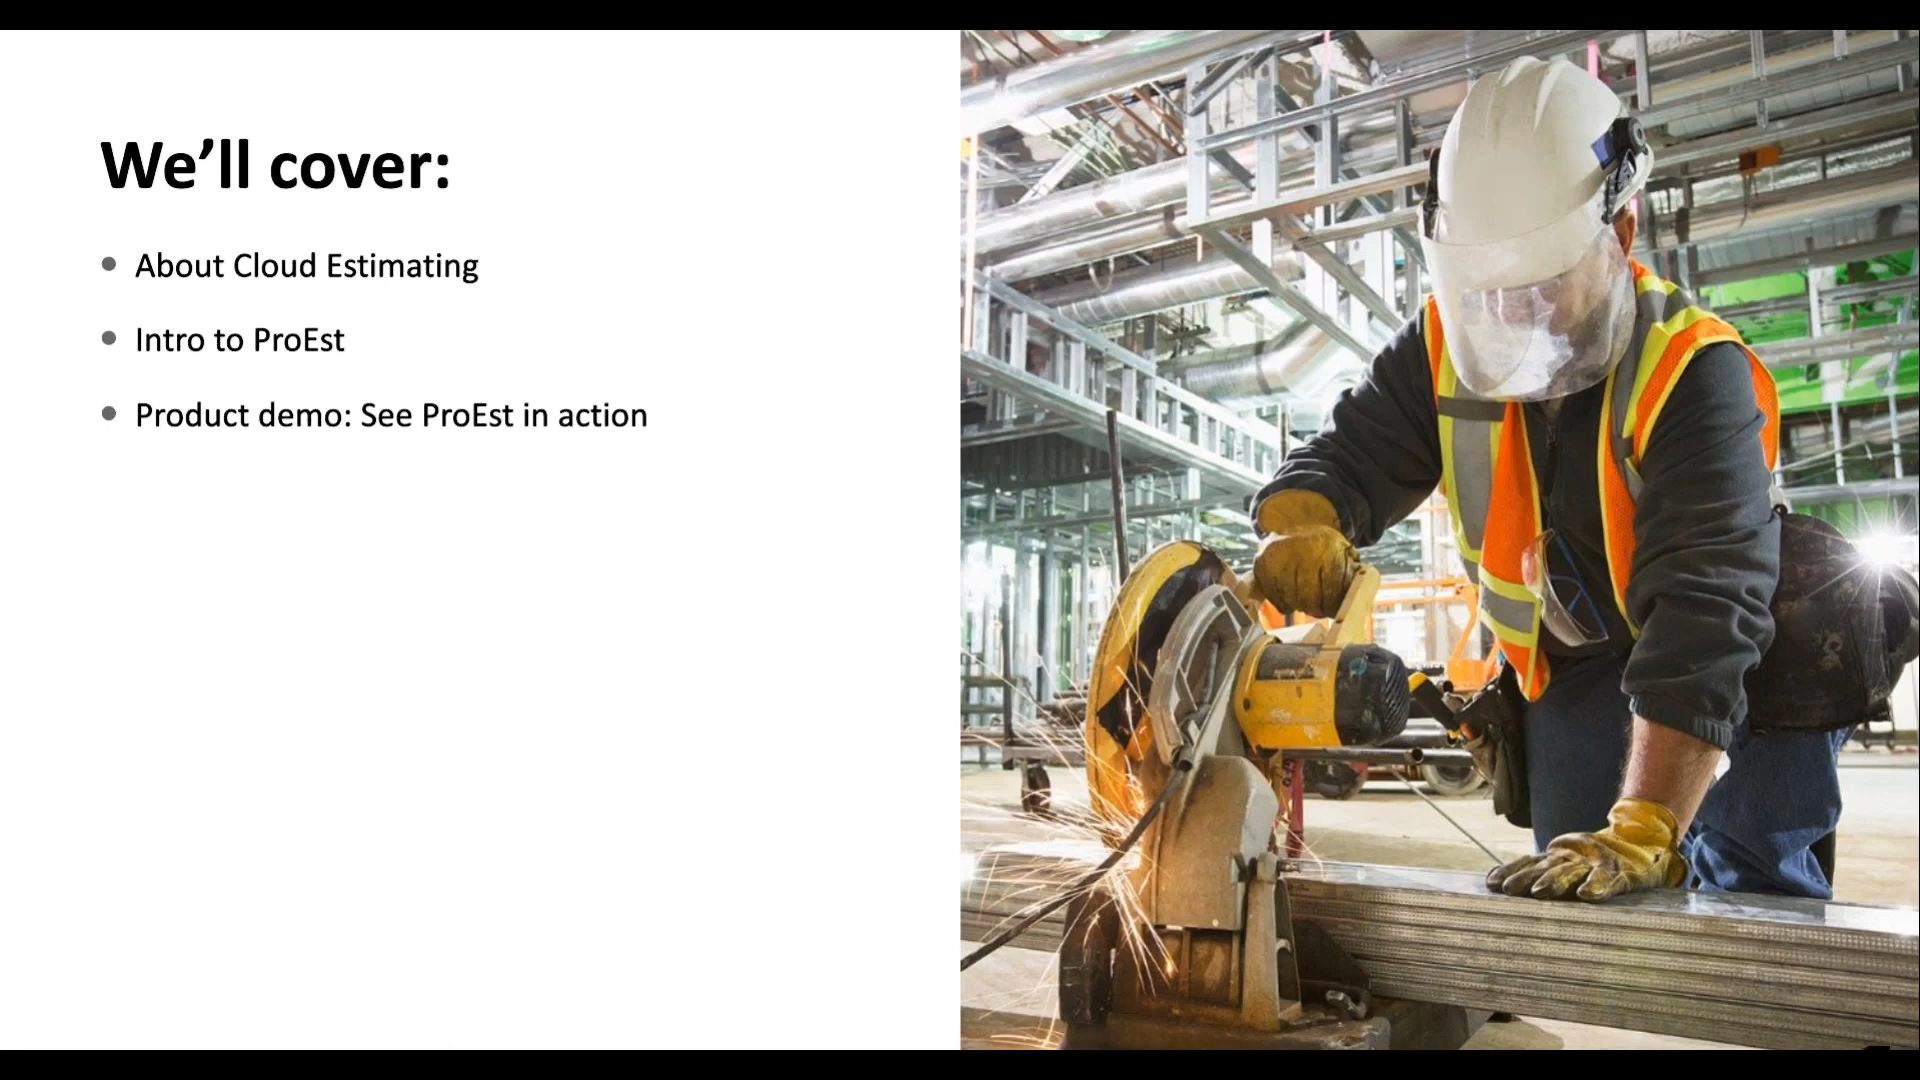 We’ll cover:
About Cloud Estimating
Intro to ProEst
Product demo: See ProEst in action